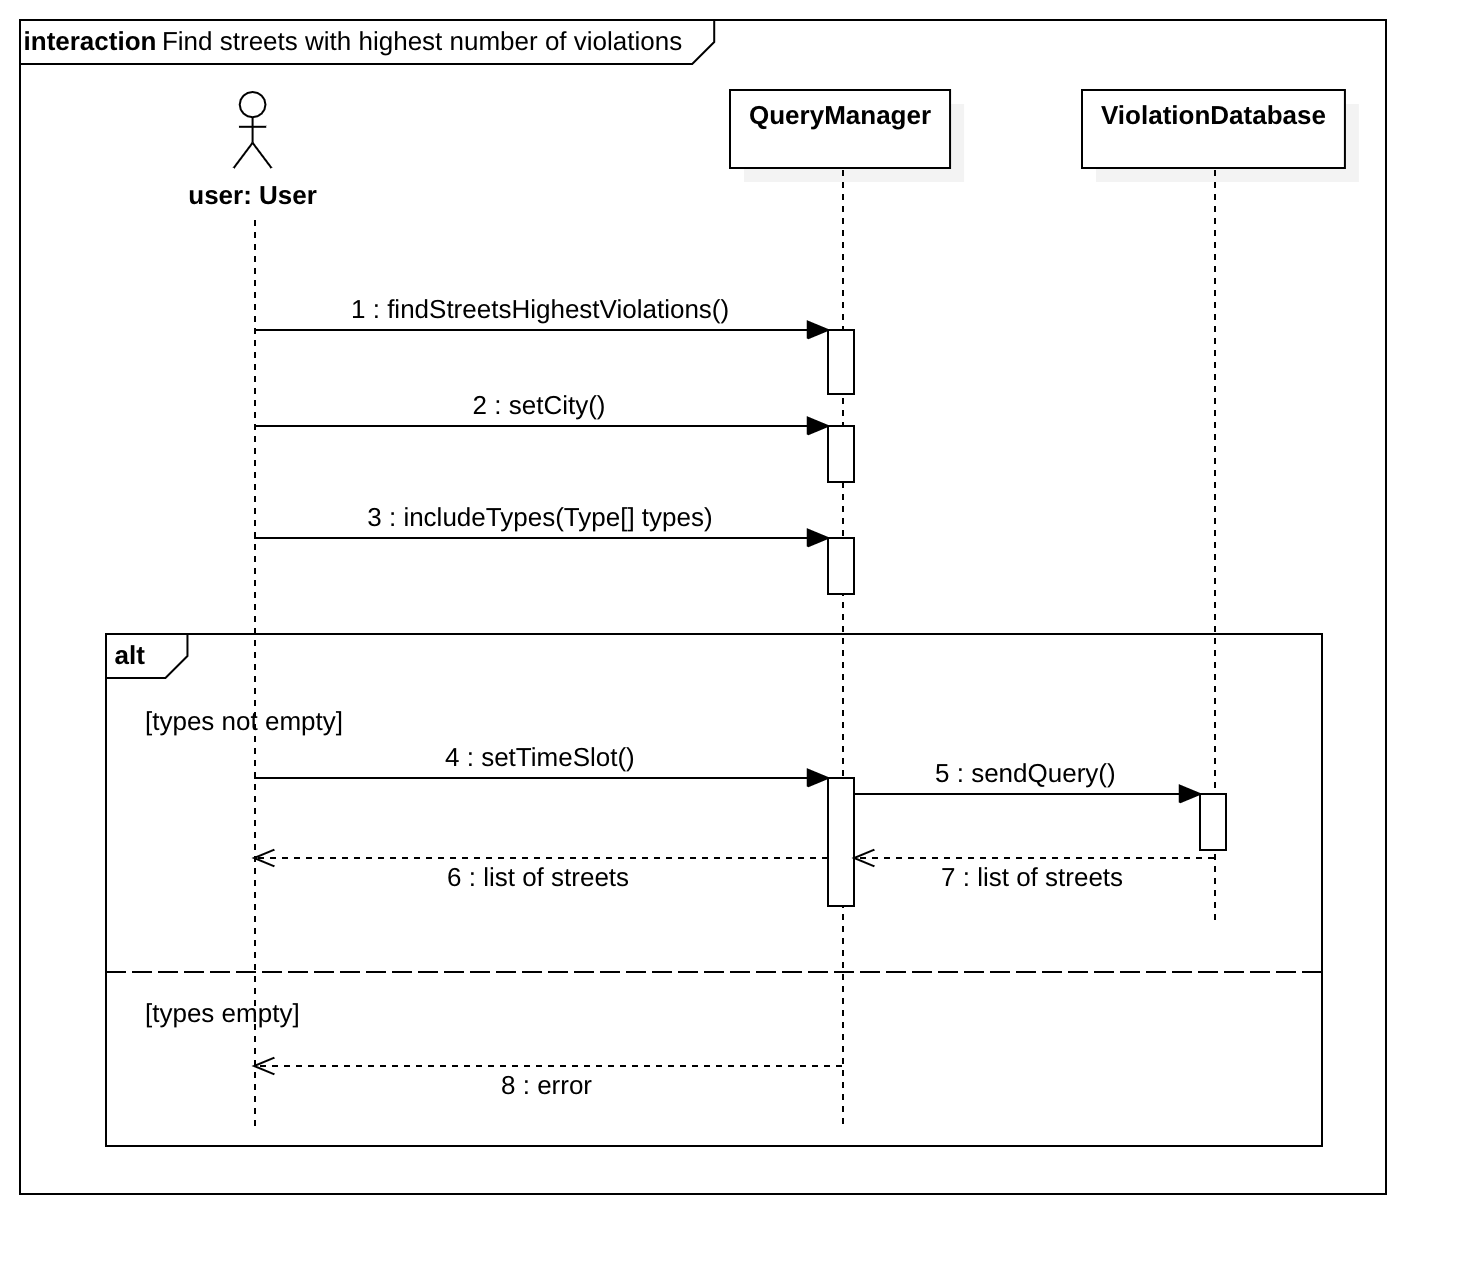 interaction Find streets with highest number of violations
QueryManager
ViolationDatabase
user: User
1 : findStreetsHighestViolations()
2 : setCity()
3 : includeTypes(Type[] types)
alt
[types not empty]
4 : setTimeSlot()
5 : sendQuery()
6 : list of streets
7 : list of streets
[types empty]
8 : error